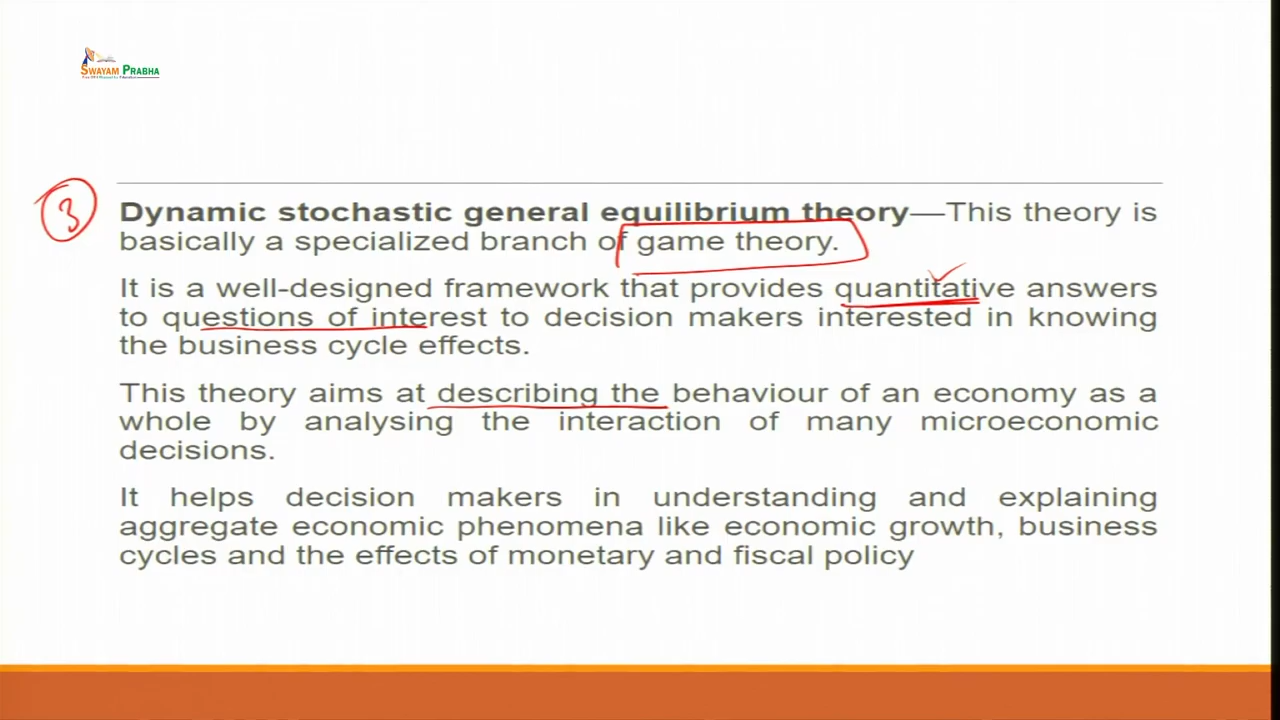 SWAYAM PRABHA
3
Dynamic stochastic general equilibrium theory—This theory is
basically a specialized branch of game theory.
It is a well-designed framework that provides quantitative answers
to questions of interest to decision makers interested in knowing
the business cycle effects.
This theory aims at describing the behaviour of an economy as a
whole by analysing the interaction of many microeconomic
decisions.
It helps decision makers in understanding and explaining
aggregate economic phenomena like economic growth, business
cycles and the effects of monetary and fiscal policy